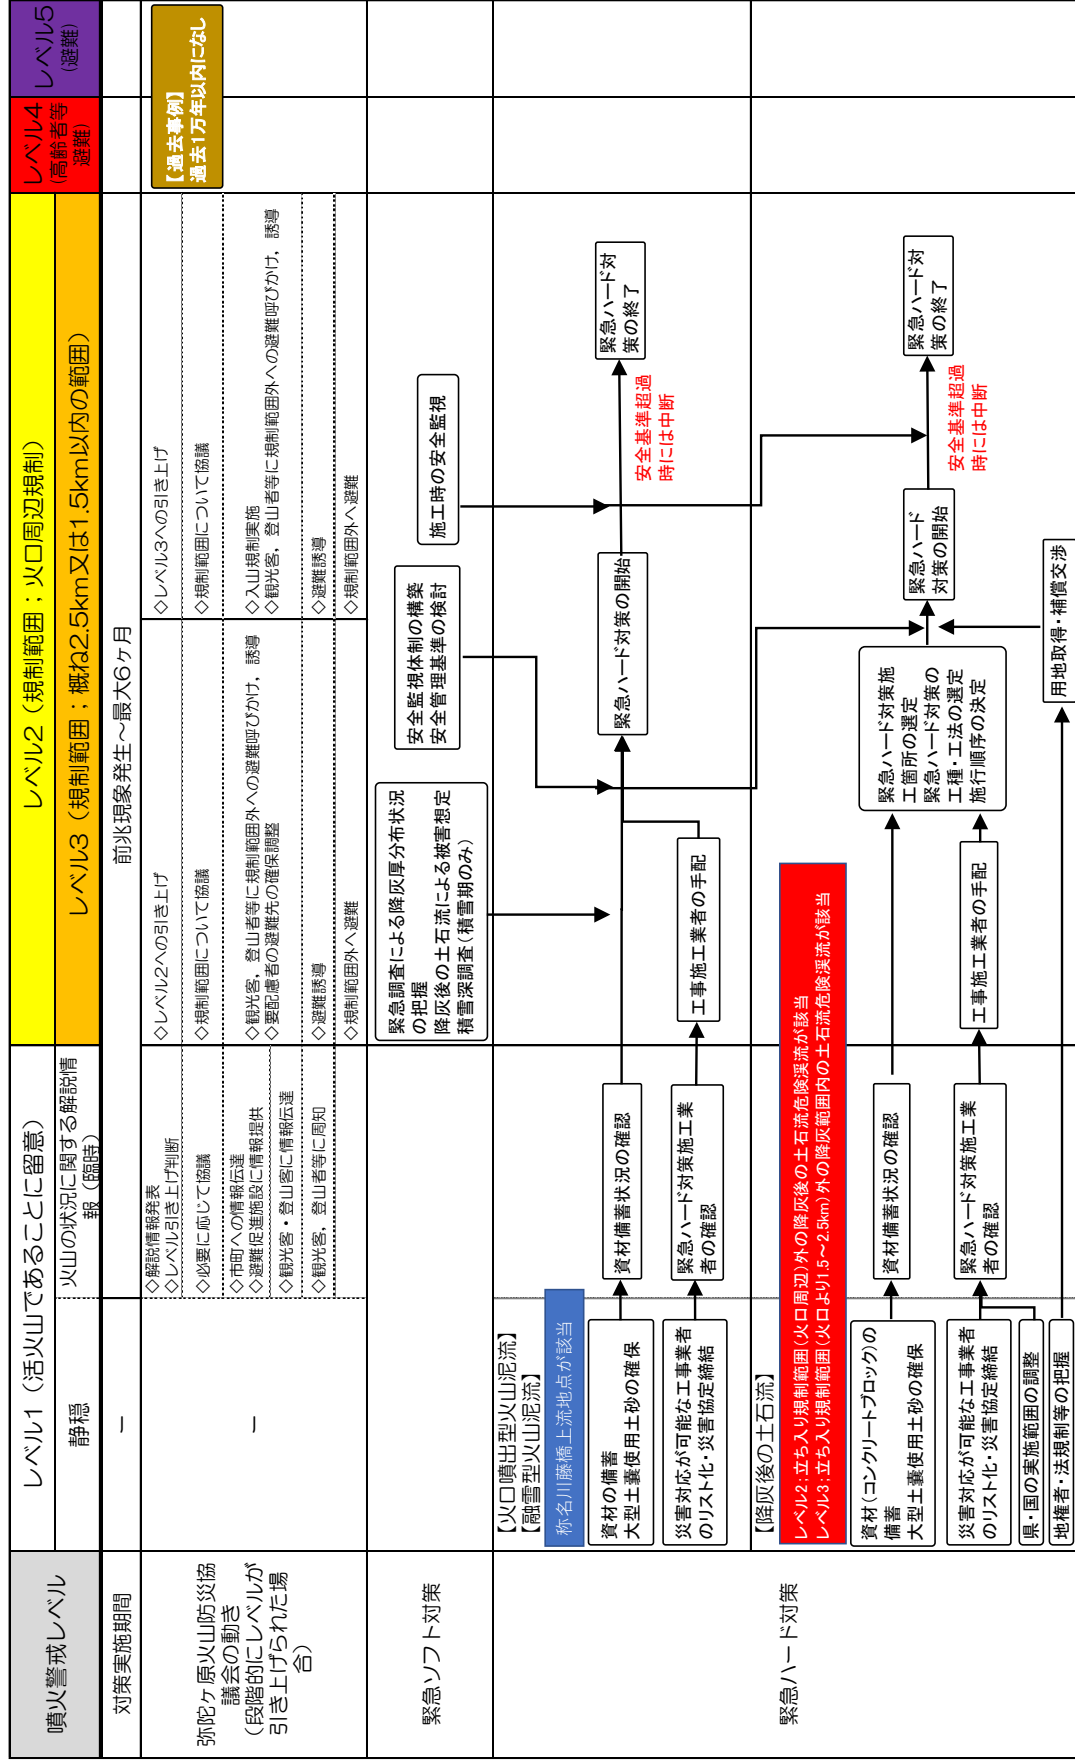 噴火警戒レベル
レベル1（活火山であることに留意）
レベル2（規制範囲；火口周辺規制）
レベル4
(高齢者等
避難)
レベル5
(避難)
静穏
火山の状況に関する解説情
報（臨時）
レベル3（規制範囲；概ね2.5km又は1.5km以内の範囲）
対策実施期間
－
前兆現象発生～最大6ヶ月
弥陀ヶ原火山防災協
議会の動き
（段階的にレベルが
引き上げられた場
合）
－
◇解説情報発表
◇レベル引き上げ判断
◇必要に応じて協議
◇市町への情報伝達
◇避難促進施設に情報提供
◇観光客・登山客に情報伝達
◇観光客，登山者等に周知
◇レベル2への引き上げ
◇規制範囲について協議
◇観光客，登山者等に規制範囲外への避難呼びかけ，誘導
◇要配慮者の避難先の確保調整
◇避難誘導
◇規制範囲外へ避難
◇レベル3への引き上げ
◇規制範囲について協議
◇入山規制実施
◇観光客，登山者等に規制範囲外への避難呼びかけ，誘導
◇避難誘導
◇規制範囲外へ避難
【過去事例】
過去1万年以内になし
緊急ソフト対策
緊急調査による降灰厚分布状況
の把握
降灰後の土石流による被害想定
積雪深調査（積雪期のみ）
安全監視体制の構築
安全管理基準の検討
施工時の安全監視
緊急ハード対策
【火口噴出型火山泥流】
【融雪型火山泥流】
称名川藤橋上流地点が該当
資材の備蓄
大型土嚢使用土砂の確保
資材備蓄状況の確認
緊急ハード対策の開始
緊急ハード対
策の終了
安全基準超過
時には中断
災害対応が可能な工事業者
のリスト化・災害協定締結
緊急ハード対策施工業
者の確認
工事施工業者の手配
【降灰後の土石流】
レベル2；立ち入り規制範囲（火口周辺）外の降灰後の土石流危険渓流が該当
レベル3；立ち入り規制範囲（火口より1.5～2.5km）外の降灰範囲内の土石流危険渓流が該当
資材（コンクリートブロック）の
備蓄
大型土嚢使用土砂の確保
資材備蓄状況の確認
緊急ハード対策施
工箇所の選定
緊急ハード対策の
工種・工法の選定
施行順序の決定
緊急ハード
対策の開始
緊急ハード対
策の終了
安全基準超過
時には中断
災害対応が可能な工事業者
のリスト化・災害協定締結
緊急ハード対策施工業
者の確認
工事施工業者の手配
県・国の実施範囲の調整
地権者・法規制等の把握
用地取得・補償交渉